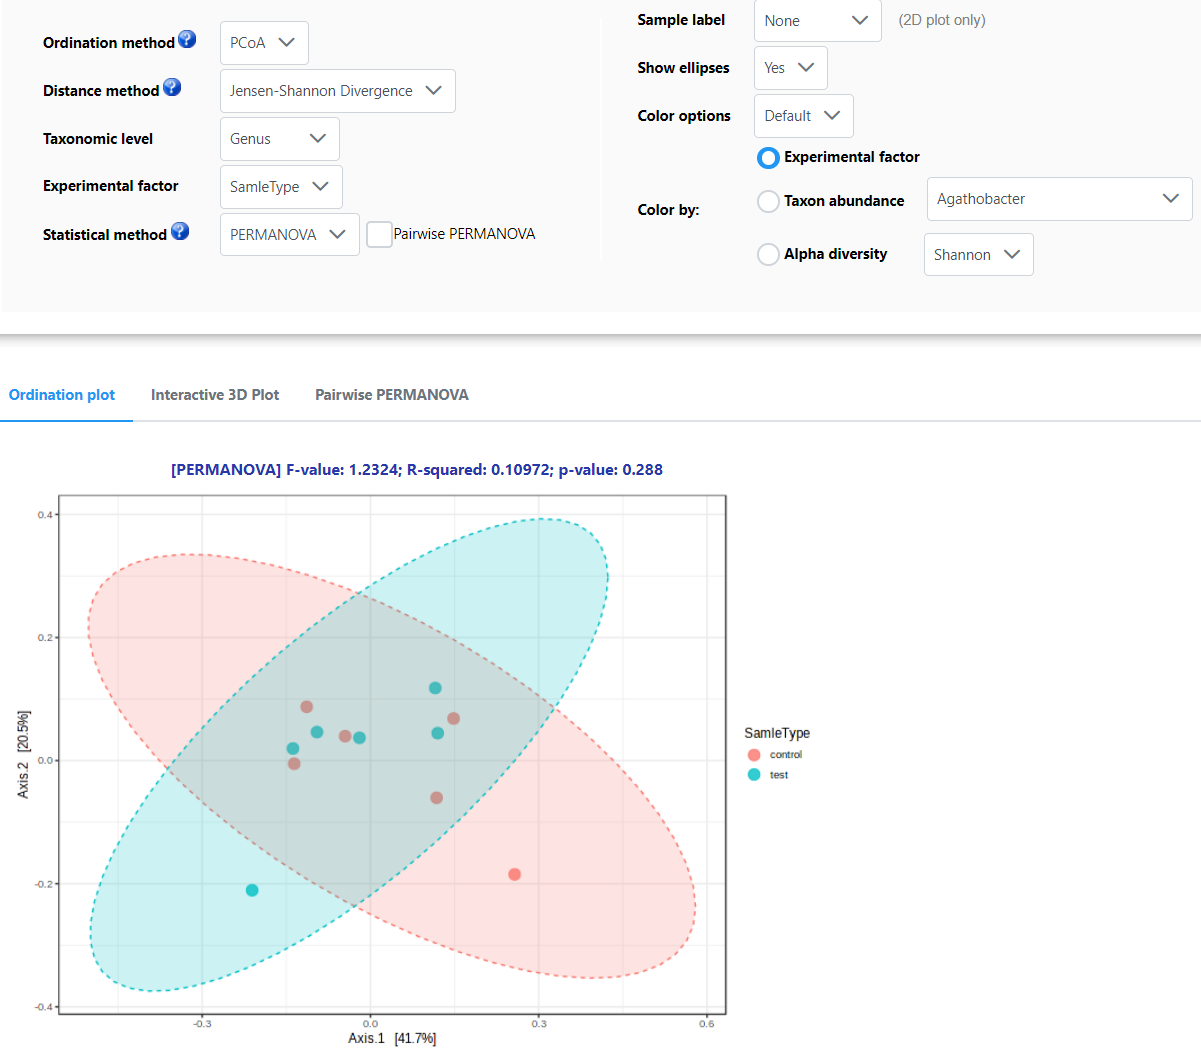 Ordination method ? PCoA
Distance method ? Jensen-Shannon Divergence
Taxonomic level Genus
Experimental factor SamleType
Statistical method ? PERMANOVA Pairwise PERMANOVA
Sample label None (2D plot only)
Show ellipses Yes
Color options Default
Color by:
Experimental factor
Taxon abundance Agathobacter
Alpha diversity Shannon
Ordination plot Interactive 3D Plot Pairwise PERMANOVA
[PERMANOVA] F-value: 1.2324; R-squared: 0.10972; p-value: 0.288
0.4
0.2
0.0
-0.2
-0.4
Axis.2 [20.5%]
-0.3 0.0 0.3 0.6
Axis.1 [41.7%]
SamleType
control
test